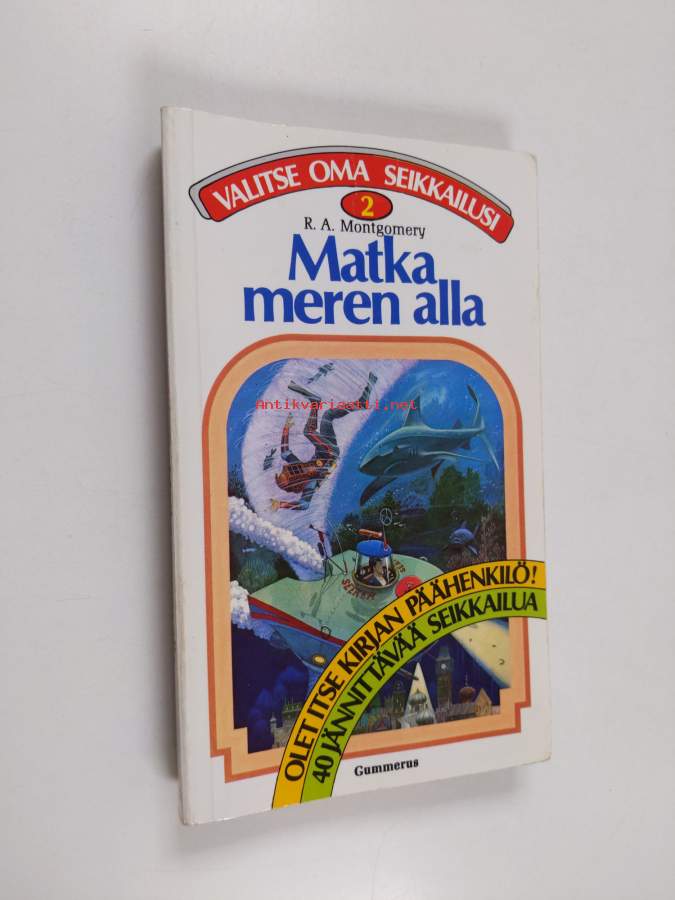 VALITSE OMA SEIKKAILUSI
2
R. A. Montgomery
Matka
meren alla
Antikvariaatti.net
OLET ITSE KIRJAN PÄÄHENKILÖ!
40 JÄNNITTÄVÄÄ SEIKKAILUA
Gummerus